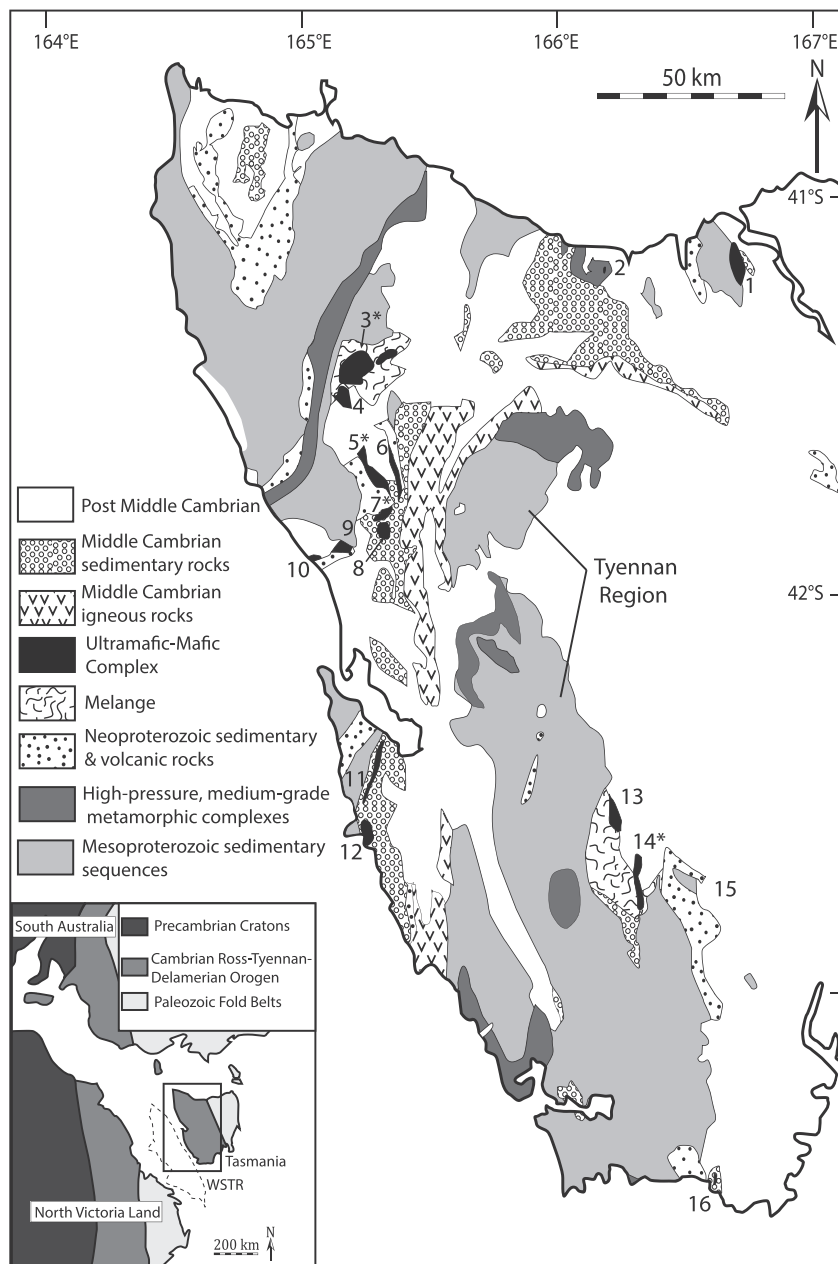 164°E
165°E
166°E
167°E
N
50 km
41°S
2
1
3*
4
5*
6
7*
9
10
8
Tyennan
Region
42°S
Post Middle Cambrian
Middle Cambrian
sedimentary rocks
Middle Cambrian
igneous rocks
Ultramafic-Mafic
Complex
Melange
Neoproterozoic sedimentary
& volcanic rocks
High-pressure, medium-grade
metamorphic complexes
Mesoproterozoic sedimentary
sequences
11
12
13
14*
15
16
South Australia
Precambrian Cratons
Cambrian Ross-Tyennan-
Delamerian Orogen
Paleozoic Fold Belts
Tasmania
WSTR
North Victoria Land
200 km
N